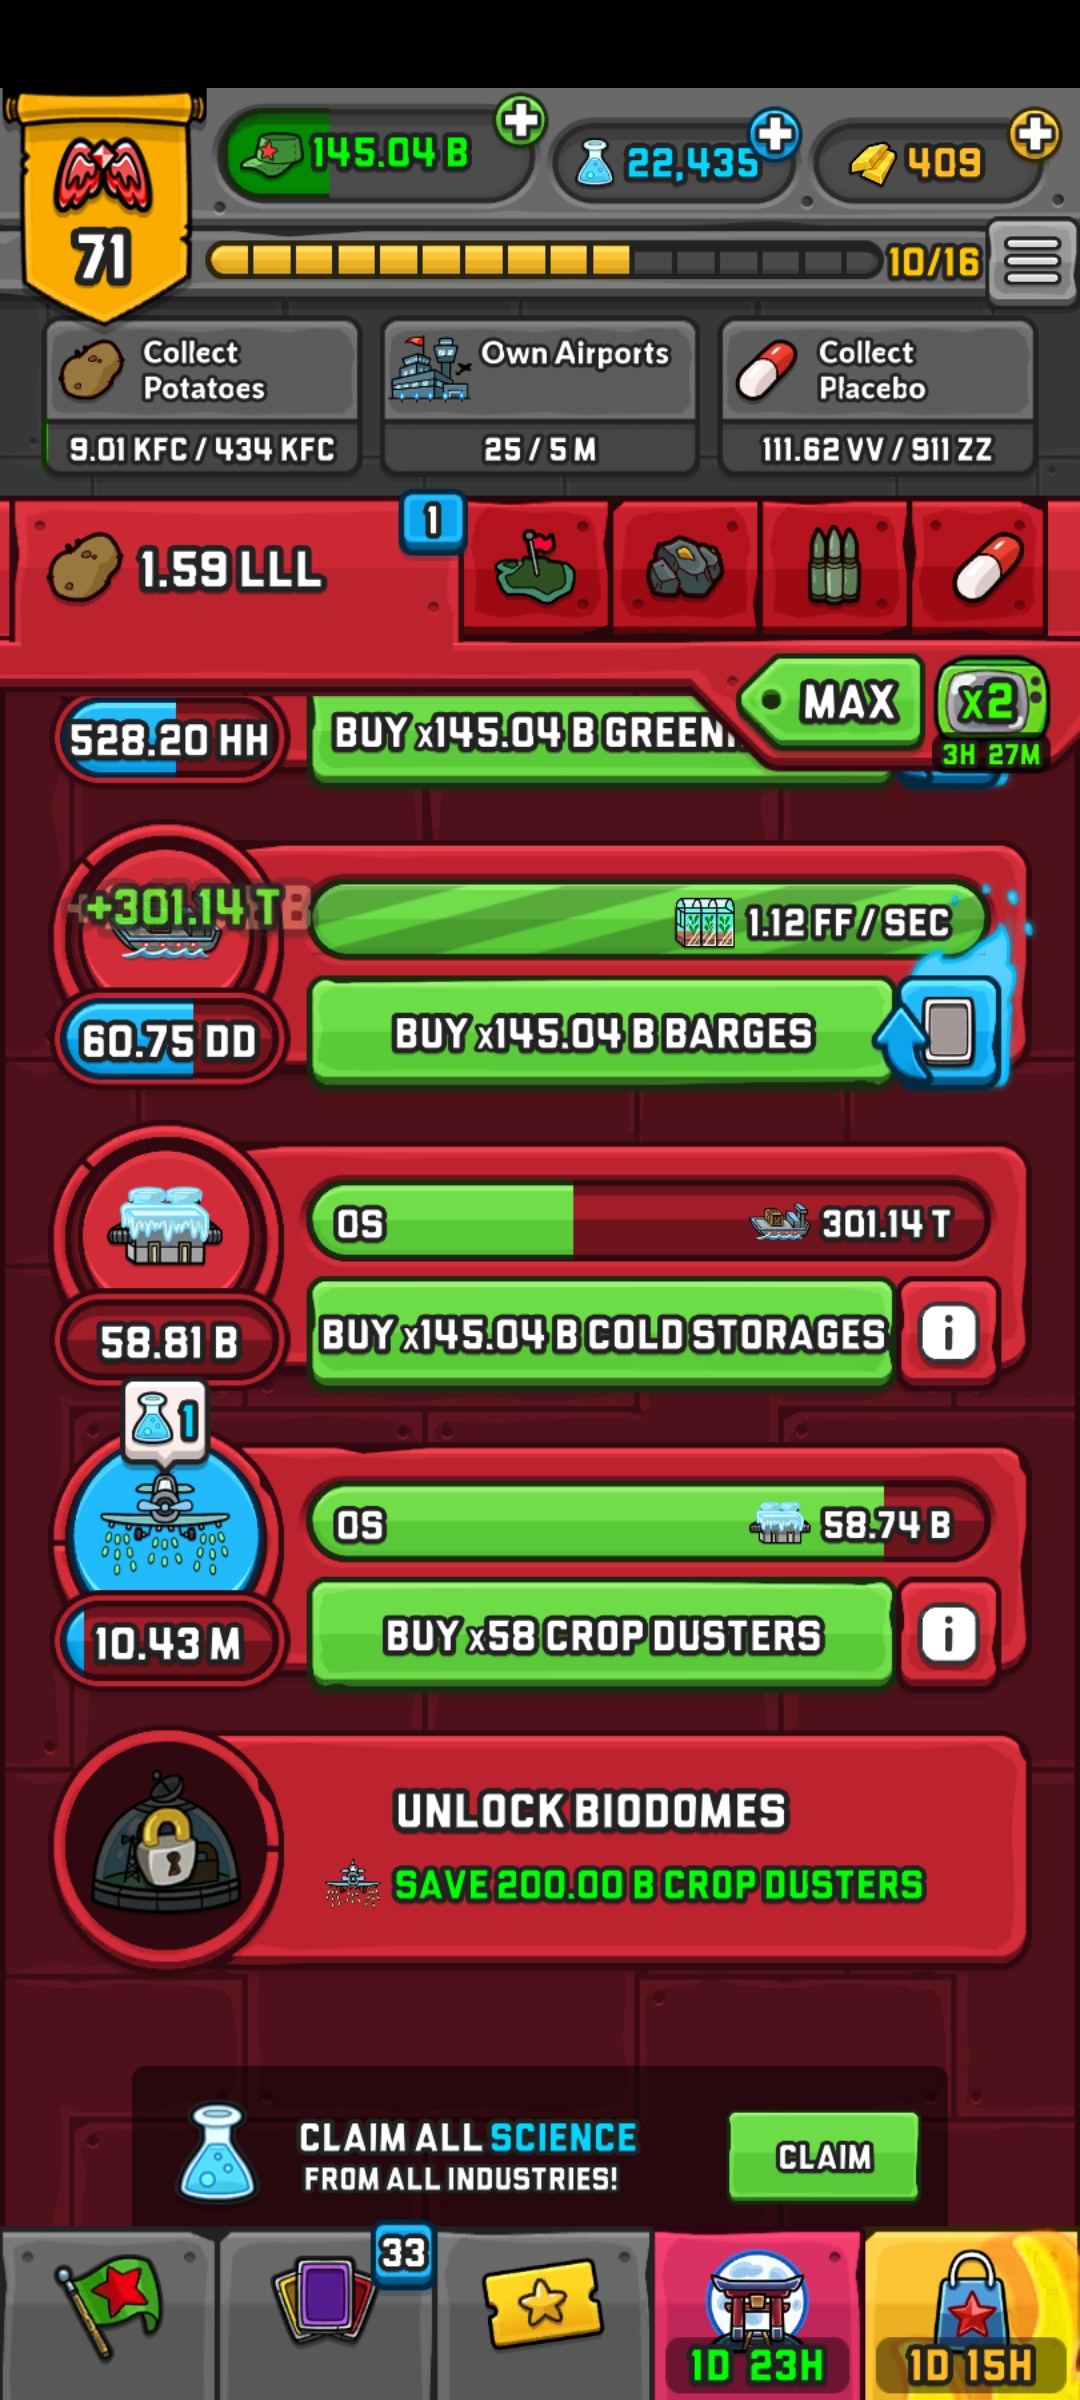 145.04 B
22,435
409
71
10/16
Collect
Potatoes
9.01 KFC / 434 KFC
Own Airports
25 / 5 M
Collect
Placebo
111.62 VV / 911 ZZ
1.59 LLL
1
MAX
x2
3H 27M
528.20 HH
BUY x145.04 B
+301.14 T
1.12 FF / SEC
60.75 DD
BUY x145.04 B BARGES
0S
301.14 T
58.81 B
BUY x145.04 B COLD STORAGES
i
1
0S
58.74 B
10.43 M
BUY x58 CROP DUSTERS
i
UNLOCK BIODOMES
SAVE 200.00 B CROP DUSTERS
CLAIM ALL SCIENCE
FROM ALL INDUSTRIES!
CLAIM
33
1D 23H
1D 15H